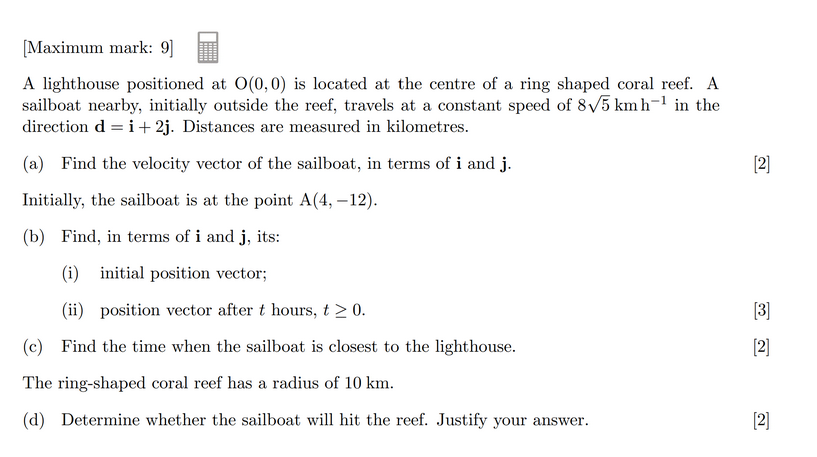 [Maximum mark: 9]
A lighthouse positioned at O(0,0) is located at the centre of a ring shaped coral reef. A
sailboat nearby, initially outside the reef, travels at a constant speed of 8√5 km h⁻¹ in the
direction d = i + 2j. Distances are measured in kilometres.
(a) Find the velocity vector of the sailboat, in terms of i and j. [2]
Initially, the sailboat is at the point A(4, −12).
(b) Find, in terms of i and j, its:
(i) initial position vector;
(ii) position vector after t hours, t ≥ 0. [3]
(c) Find the time when the sailboat is closest to the lighthouse. [2]
The ring-shaped coral reef has a radius of 10 km.
(d) Determine whether the sailboat will hit the reef. Justify your answer. [2]